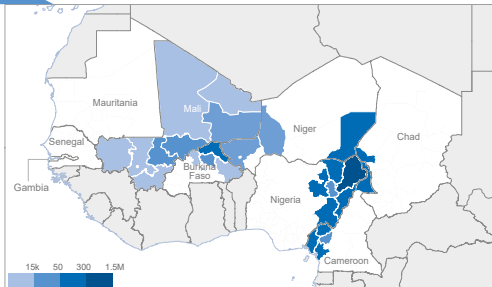 Mauritania
Mali
Niger
Chad
Senegal
Gambia
Burkina
Faso
Nigeria
Cameroon
15k 50 300 1.5M